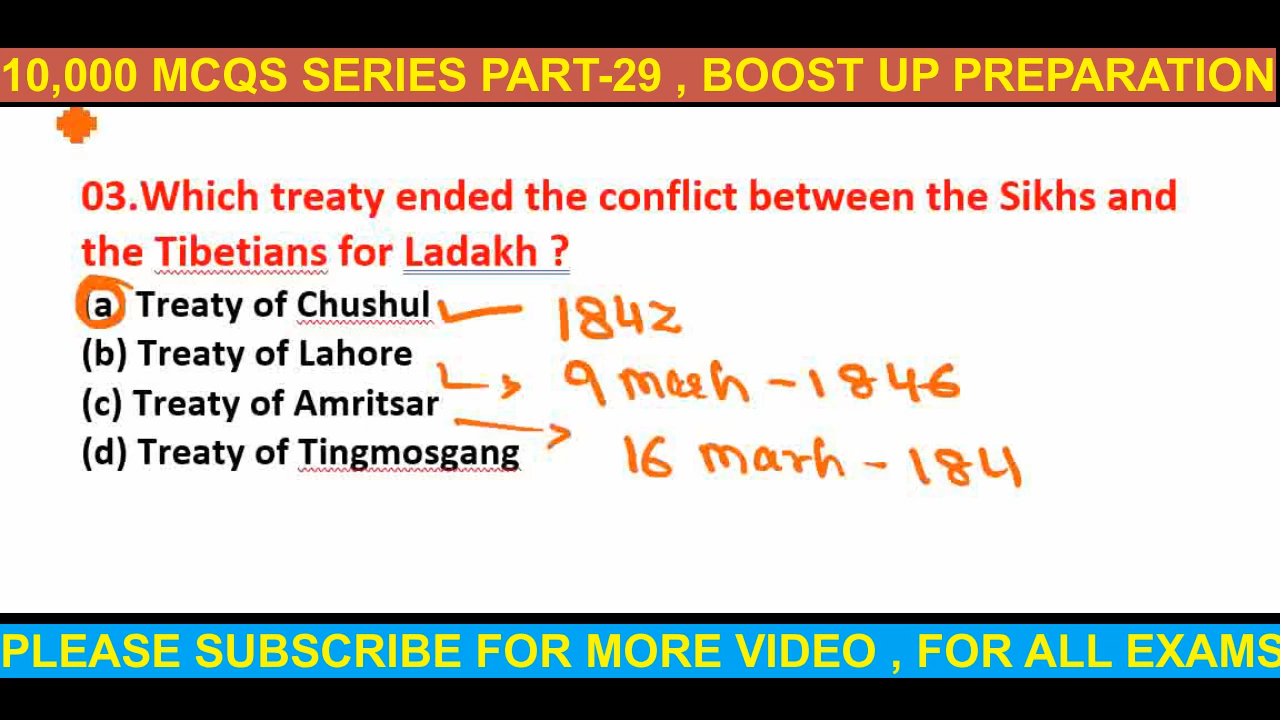 10,000 MCQS SERIES PART-29 , BOOST UP PREPARATION
03.Which treaty ended the conflict between the Sikhs and
the Tibetians for Ladakh ?
(a) Treaty of Chushul 1842
(b) Treaty of Lahore 9 march - 1846
(c) Treaty of Amritsar 16 marh - 184
(d) Treaty of Tingmosgang
PLEASE SUBSCRIBE FOR MORE VIDEO , FOR ALL EXAMS